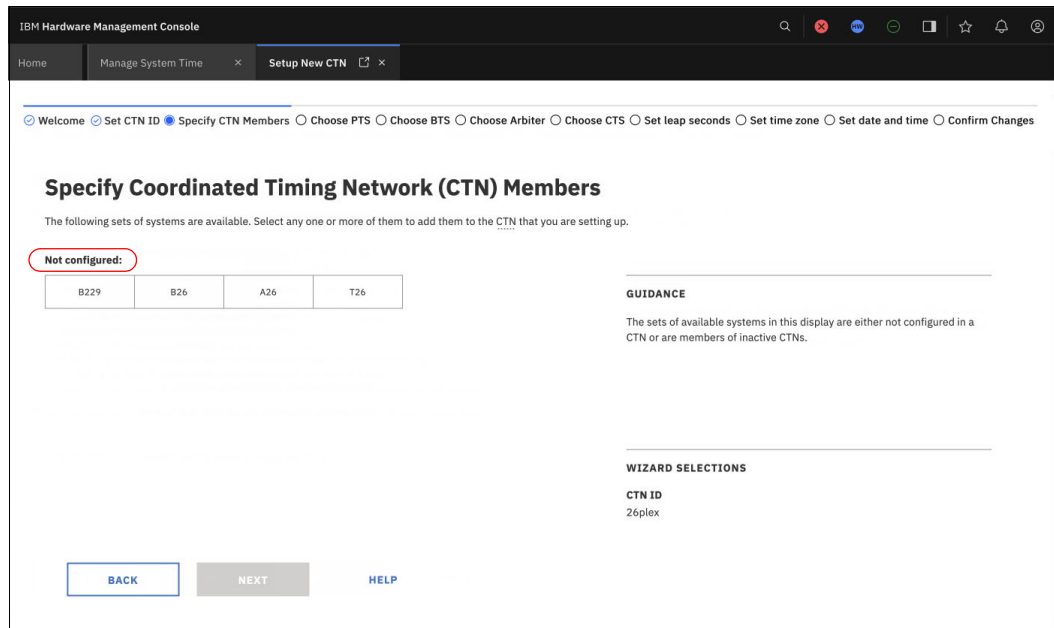 IBM Hardware Management Console
HW
Home
Manage System Time
Setup New CTN
Welcome Set CTN ID Specify CTN Members Choose PTS Choose BTS Choose Arbiter Choose CTS Set leap seconds Set time zone Set date and time Confirm Changes
Specify Coordinated Timing Network (CTN) Members
The following sets of systems are available. Select any one or more of them to add them to the CTN that you are setting up.
Not configured:
B229 B26 A26 T26
GUIDANCE
The sets of available systems in this display are either not configured in a
CTN or are members of inactive CTNs.
WIZARD SELECTIONS
CTN ID
26plex
BACK
NEXT
HELP